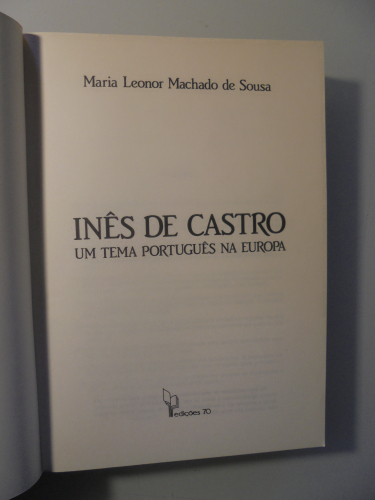 Maria Leonor Machado de Sousa
INÊS DE CASTRO
UM TEMA PORTUGUÊS NA EUROPA
edições 70